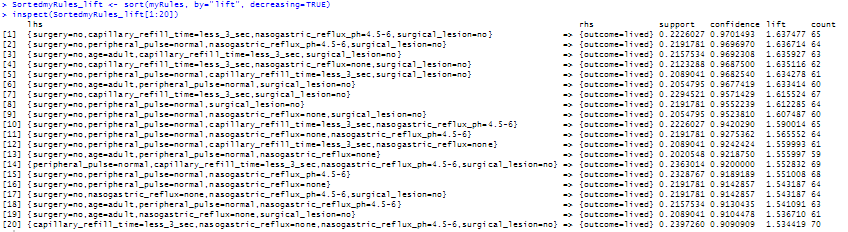 > SortedmyRules_lift <- sort(myRules, by="lift", decreasing=TRUE)
> inspect(SortedmyRules_lift[1:20])
lhs rhs support confidence lift count
[1] {surgery=no,capillary_refill_time=less_3_sec,nasogastric_reflux_ph=4.5-6,surgical_lesion=no} => {outcome=lived} 0.2226027 0.9701493 1.637477 65
[2] {surgery=no,peripheral_pulse=normal,nasogastric_reflux_ph=4.5-6,surgical_lesion=no} => {outcome=lived} 0.2191781 0.9696970 1.636714 64
[3] {surgery=no,age=adult,capillary_refill_time=less_3_sec,surgical_lesion=no} => {outcome=lived} 0.2157534 0.9692308 1.635927 63
[4] {surgery=no,capillary_refill_time=less_3_sec,nasogastric_reflux=none,surgical_lesion=no} => {outcome=lived} 0.2123288 0.9687500 1.635116 62
[5] {surgery=no,peripheral_pulse=normal,capillary_refill_time=less_3_sec,surgical_lesion=no} => {outcome=lived} 0.2089041 0.9682540 1.634278 61
[6] {surgery=no,age=adult,peripheral_pulse=normal,surgical_lesion=no} => {outcome=lived} 0.2054795 0.9677419 1.633414 60
[7] {surgery=no,capillary_refill_time=less_3_sec,surgical_lesion=no} => {outcome=lived} 0.2294521 0.9571429 1.615524 67
[8] {surgery=no,peripheral_pulse=normal,surgical_lesion=no} => {outcome=lived} 0.2191781 0.9552239 1.612285 64
[9] {surgery=no,peripheral_pulse=normal,nasogastric_reflux=none,surgical_lesion=no} => {outcome=lived} 0.2054795 0.9523810 1.607487 60
[10] {surgery=no,peripheral_pulse=normal,capillary_refill_time=less_3_sec,nasogastric_reflux_ph=4.5-6} => {outcome=lived} 0.2226027 0.9420290 1.590014 65
[11] {surgery=no,peripheral_pulse=normal,nasogastric_reflux=none,nasogastric_reflux_ph=4.5-6} => {outcome=lived} 0.2191781 0.9275362 1.565552 64
[12] {surgery=no,peripheral_pulse=normal,capillary_refill_time=less_3_sec,nasogastric_reflux=none} => {outcome=lived} 0.2089041 0.9242424 1.559993 61
[13] {surgery=no,age=adult,peripheral_pulse=normal,nasogastric_reflux=none} => {outcome=lived} 0.2020548 0.9218750 1.555997 59
[14] {peripheral_pulse=normal,capillary_refill_time=less_3_sec,nasogastric_reflux_ph=4.5-6,surgical_lesion=no} => {outcome=lived} 0.2363014 0.9200000 1.552832 69
[15] {surgery=no,peripheral_pulse=normal,nasogastric_reflux_ph=4.5-6} => {outcome=lived} 0.2328767 0.9189189 1.551008 68
[16] {surgery=no,peripheral_pulse=normal,nasogastric_reflux=none} => {outcome=lived} 0.2191781 0.9142857 1.543187 64
[17] {surgery=no,nasogastric_reflux=none,nasogastric_reflux_ph=4.5-6,surgical_lesion=no} => {outcome=lived} 0.2191781 0.9142857 1.543187 64
[18] {surgery=no,age=adult,peripheral_pulse=normal,nasogastric_reflux_ph=4.5-6} => {outcome=lived} 0.2157534 0.9130435 1.541091 63
[19] {surgery=no,age=adult,nasogastric_reflux=none,surgical_lesion=no} => {outcome=lived} 0.2089041 0.9104478 1.536710 61
[20] {capillary_refill_time=less_3_sec,nasogastric_reflux=none,nasogastric_reflux_ph=4.5-6,surgical_lesion=no} => {outcome=lived} 0.2397260 0.9090909 1.534419 70